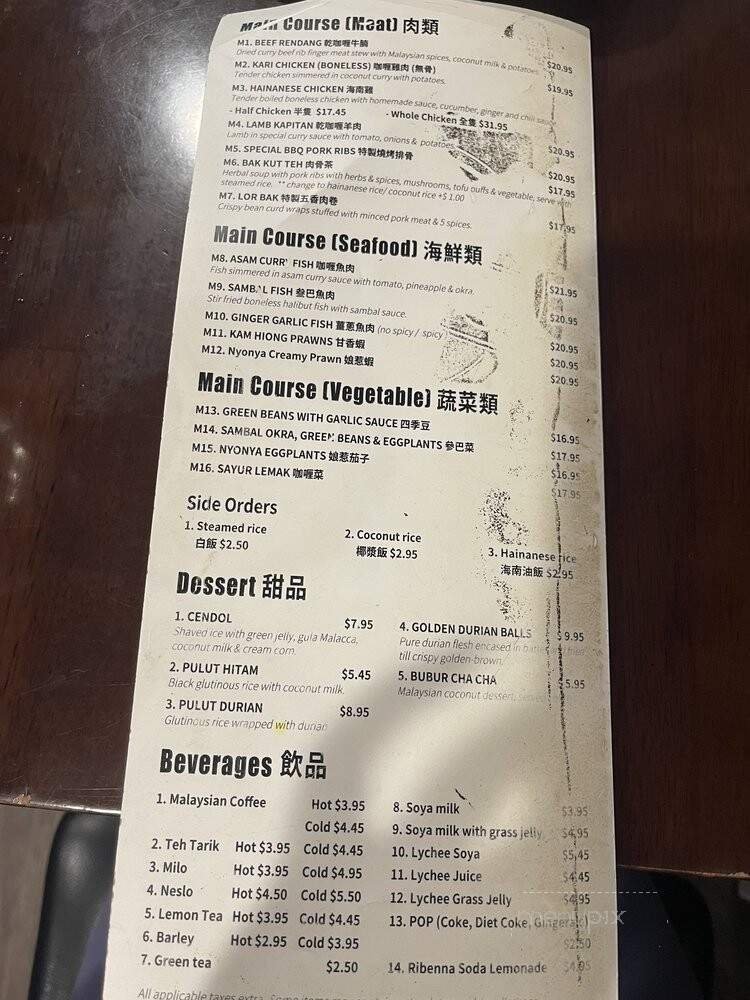 Main Course (Meat) 肉類
M1. BEEF RENDANG 乾咖喱牛腩
Dried curry beef rib finger meat stew with Malaysian spices, coconut milk & potatoes. $20.95
M2. KARI CHICKEN (BONELESS) 咖喱雞肉 (無骨)
Tender chicken simmered in coconut curry with potatoes. $19.95
M3. HAINANESE CHICKEN 海南雞
Tender boiled boneless chicken with homemade sauce, cucumber, ginger and chili sauce
- Half Chicken 半隻 $17.45 - Whole Chicken 全隻 $31.95
M4. LAMB KAPITAN 乾咖喱羊肉
Lamb in special curry sauce with tomato, onions & potatoes $20.95
M5. SPECIAL BBQ PORK RIBS 特製燒烤排骨 $20.95
M6. BAK KUT TEH 肉骨茶 $17.95
Herbal soup with pork ribs with herbs & spices, mushrooms, tofu puffs & vegetable, serve with
steamed rice. **change to hainanese rice/ coconut rice +$ 1.00
M7. LOR BAK 特製五香肉卷 $17.95
Crispy bean curd wraps stuffed with minced pork meat & 5 spices.
Main Course (Seafood) 海鮮類
M8. ASAM CURR FISH 咖喱魚肉
Fish simmered in asam curry sauce with tomato, pineapple & okra. $21.95
M9. SAMBAL FISH 叁巴魚肉
Stir fried boneless halibut fish with sambal sauce. $20.95
M10. GINGER GARLIC FISH 薑蔥魚肉 (no spicy / spicy $20.95
M11. KAM HIONG PRAWNS 甘香蝦 $20.95
M12. Nyonya Creamy Prawn 娘惹蝦 $20.95
Main Course (Vegetable) 蔬菜類
M13. GREEN BEANS WITH GARLIC SAUCE 四季豆 $16.95
M14. SAMBAL OKRA, GREEN BEANS & EGGPLANTS 參巴菜 $17.95
M15. NYONYA EGGPLANTS 娘惹茄子 $16.95
M16. SAYUR LEMAK 咖喱菜 $17.95
Side Orders
1. Steamed rice
白飯 $2.50
2. Coconut rice
椰漿飯 $2.95
3. Hainanese rice
海南油飯 $2.95
Dessert 甜品
1. CENDOL $7.95
Shaved ice with green jelly, gula Malacca,
coconut milk & cream corn.
2. PULUT HITAM $5.45
Black glutinous rice with coconut milk.
3. PULUT DURIAN $8.95
Glutinous rice wrapped with durian
4. GOLDEN DURIAN BALLS $9.95
Pure durian flesh encased in
till crispy golden-brown.
5. BUBUR CHA CHA 5.95
Malaysian coconut dessert,
Beverages 飲品
1. Malaysian Coffee Hot $3.95
Cold $4.45
2. Teh Tarik Hot $3.95 Cold $4.45
3. Milo Hot $3.95 Cold $4.95
4. Neslo Hot $4.50 Cold $5.50
5. Lemon Tea Hot $3.95 Cold $4.45
6. Barley Hot $2.95 Cold $3.95
7. Green tea $2.50
8. Soya milk $3.95
9. Soya milk with grass jelly $4.95
10. Lychee Soya $5.45
11. Lychee Juice $4.45
12. Lychee Grass Jelly $4.95
13. POP (Coke, Diet Coke, Gingerale)
$2.50
14. Ribenna Soda Lemonade $4.95
All applicable taxes extra. Some items
menupix